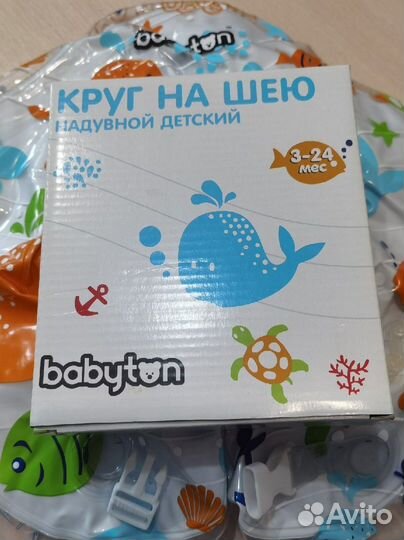 babyton
КРУГ НА ШЕЮ
НАДУВНОЙ ДЕТСКИЙ
3-24
мес
babyton
Avito